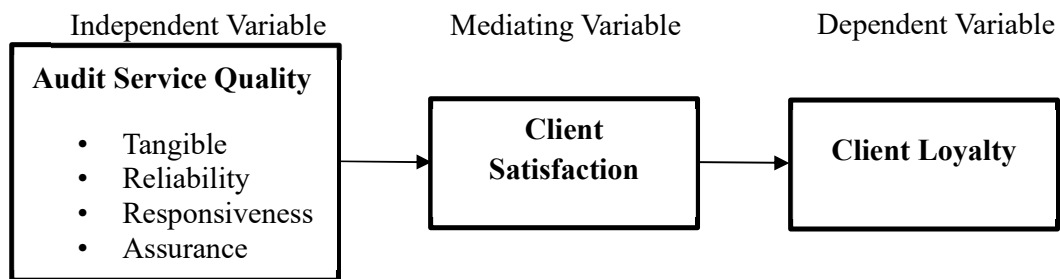 Independent Variable
Mediating Variable
Dependent Variable
Audit Service Quality
• Tangible
• Reliability
• Responsiveness
• Assurance
Client
Satisfaction
Client Loyalty